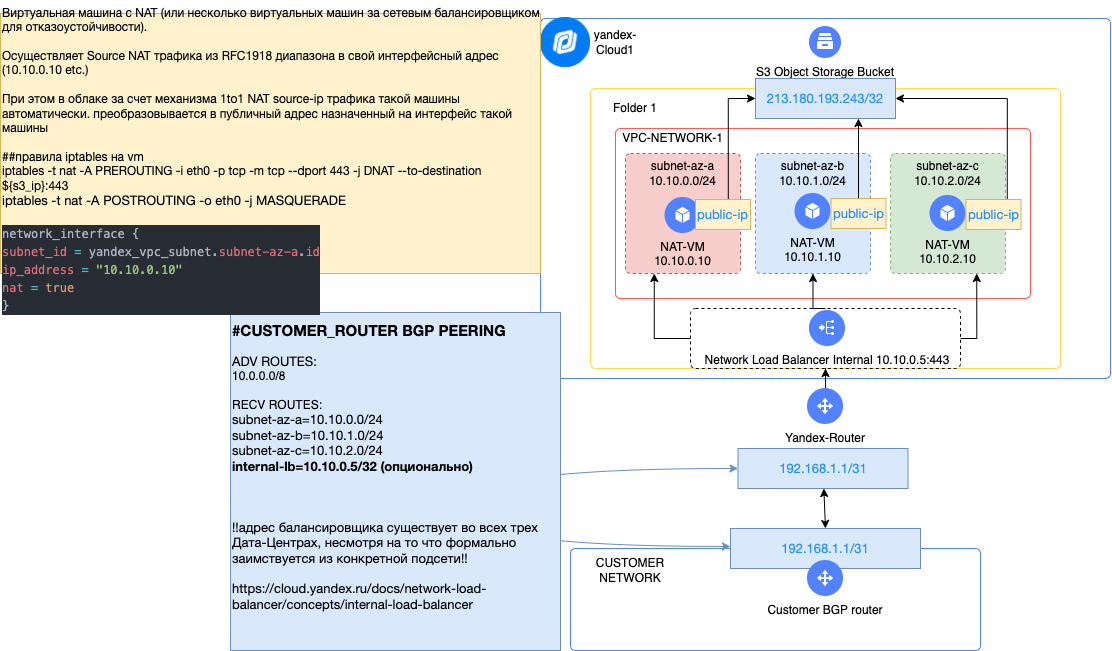 Виртуальная машина с NAT (или несколько виртуальных машин за сетевым балансировщиком
для отказоустойчивости).
Осуществляет Source NAT трафика из RFC1918 диапазона в свой интерфейсный адрес
(10.10.0.10 etc.)
При этом в облаке за счет механизма 1to1 NAT source-ip трафика такой машины
автоматически. преобразовывается в публичный адрес назначенный на интерфейс такой
машины
##правила iptables на vm
iptables -t nat -A PREROUTING -i eth0 -p tcp -m tcp --dport 443 -j DNAT --to-destination
${s3_ip}:443
iptables -t nat -A POSTROUTING -o eth0 -j MASQUERADE
network_interface {
subnet_id = yandex_vpc_subnet.subnet-az-a.id
ip_address = "10.10.0.10"
nat = true
}
#CUSTOMER_ROUTER BGP PEERING
ADV ROUTES:
10.0.0.0/8
RECV ROUTES:
subnet-az-a=10.10.0.0/24
subnet-az-b=10.10.1.0/24
subnet-az-c=10.10.2.0/24
internal-lb=10.10.0.5/32 (опционально)
!!адрес балансировщика существует во всех трех
Дата-Центрах, несмотря на то что формально
заимствуется из конкретной подсети!!
https://cloud.yandex.ru/docs/network-load-
balancer/concepts/internal-load-balancer
yandex-
Cloud1
S3 Object Storage Bucket
213.180.193.243/32
Folder 1
VPC-NETWORK-1
subnet-az-a
10.10.0.0/24
public-ip
NAT-VM
10.10.0.10
subnet-az-b
10.10.1.0/24
public-ip
NAT-VM
10.10.1.10
subnet-az-c
10.10.2.0/24
public-ip
NAT-VM
10.10.2.10
Network Load Balancer Internal 10.10.0.5:443
Yandex-Router
192.168.1.1/31
192.168.1.1/31
CUSTOMER
NETWORK
Customer BGP router